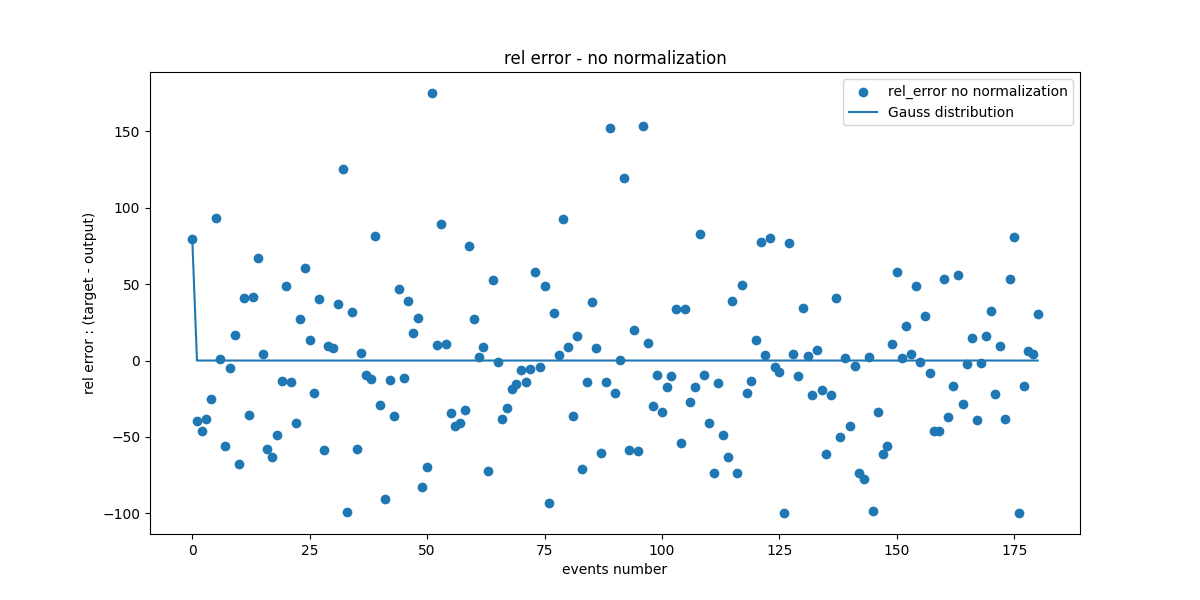 rel error - no normalization
rel_error no normalization
Gauss distribution
150
100
50
0
−50
−100
rel error : (target - output)
0 25 50 75 100 125 150 175
events number